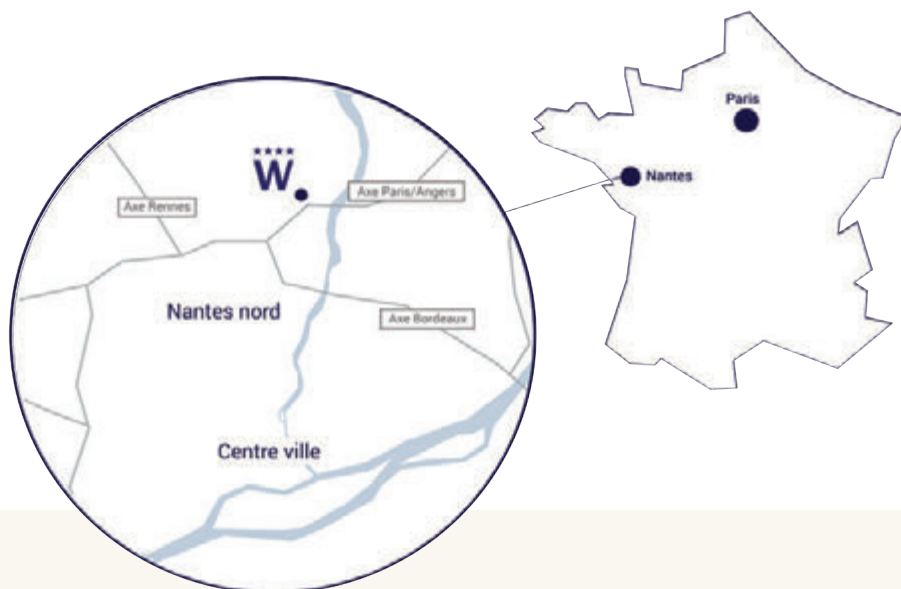 Paris
Nantes
★★★★
W
Axe Rennes
Axe Paris/Angers
Nantes nord
Axe Bordeaux
Centre ville